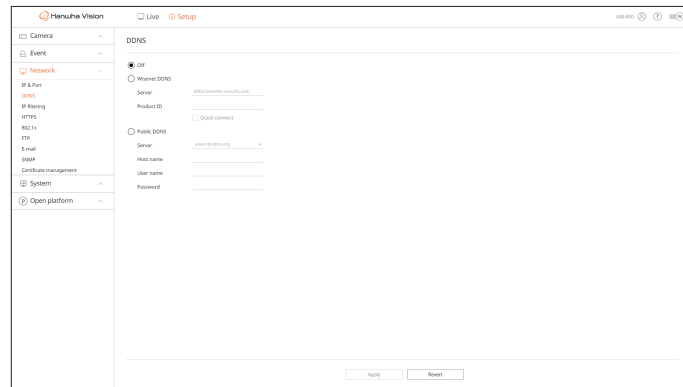 Hanwha Vision
Live
Setup
AIB-800
?
W
Camera
Event
Network
IP & Port
DDNS
IP filtering
HTTPS
802.1x
FTP
E-mail
SNMP
Certificate management
System
P Open platform
DDNS
Off
Wisenet DDNS
Server ddns.hanwha-security.com
Product ID
Quick connect
Public DDNS
Server www.dyndns.org
Host name
User name
Password
Apply
Revert